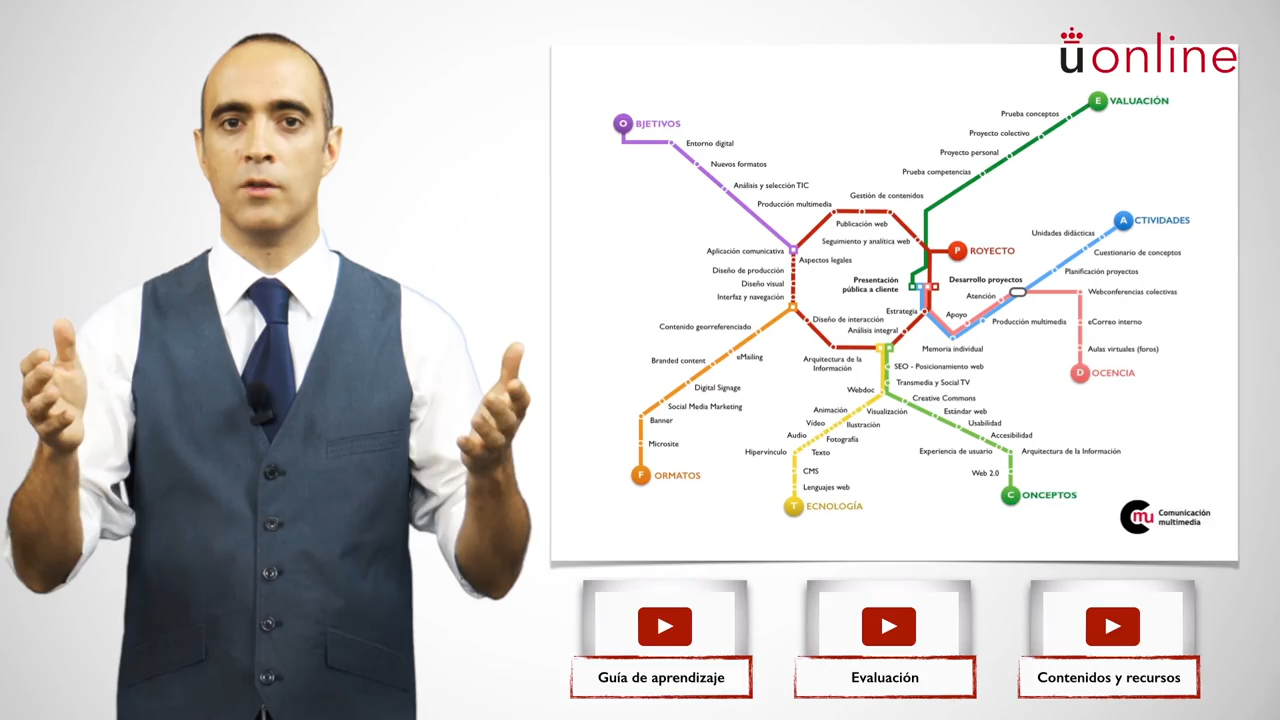 uonline
E VALUACIÓN
Prueba conceptos
Proyecto colectivo
Proyecto personal
Prueba competencias
O BJETIVOS
Entorno digital
Nuevos formatos
Análisis y selección TIC
Producción multimedia
Gestión de contenidos
Publicación web
Seguimiento y analítica web
Aplicación comunicativa
Aspectos legales
Diseño de producción
Diseño visual
Interfaz y navegación
P ROYECTO
Presentación
pública a cliente
A CTIVIDADES
Unidades didácticas
Cuestionario de conceptos
Planificación proyectos
Desarrollo proyectos
Webconferencias colectivas
Atención
Apoyo
Producción multimedia
eCorreo interno
Memoria individual
Aulas virtuales (foros)
D OCENCIA
Estrategia
Diseño de interacción
Análisis integral
Arquitectura de la
Información
Contenido georreferenciado
eMailing
Branded content
Digital Signage
Social Media Marketing
Banner
Microsite
F ORMATOS
SEO - Posicionamiento web
Transmedia y Social TV
Webdoc
Creative Commons
Visualización
Estándar web
Animación
Ilustración
Usabilidad
Vídeo
Audio
Fotografía
Accesibilidad
Hipervínculo
Texto
Experiencia de usuario
Arquitectura de la Información
CMS
Web 2.0
Lenguajes web
T ECNOLOGÍA
C ONCEPTOS
Cmu Comunicación
multimedia
Guía de aprendizaje
Evaluación
Contenidos y recursos